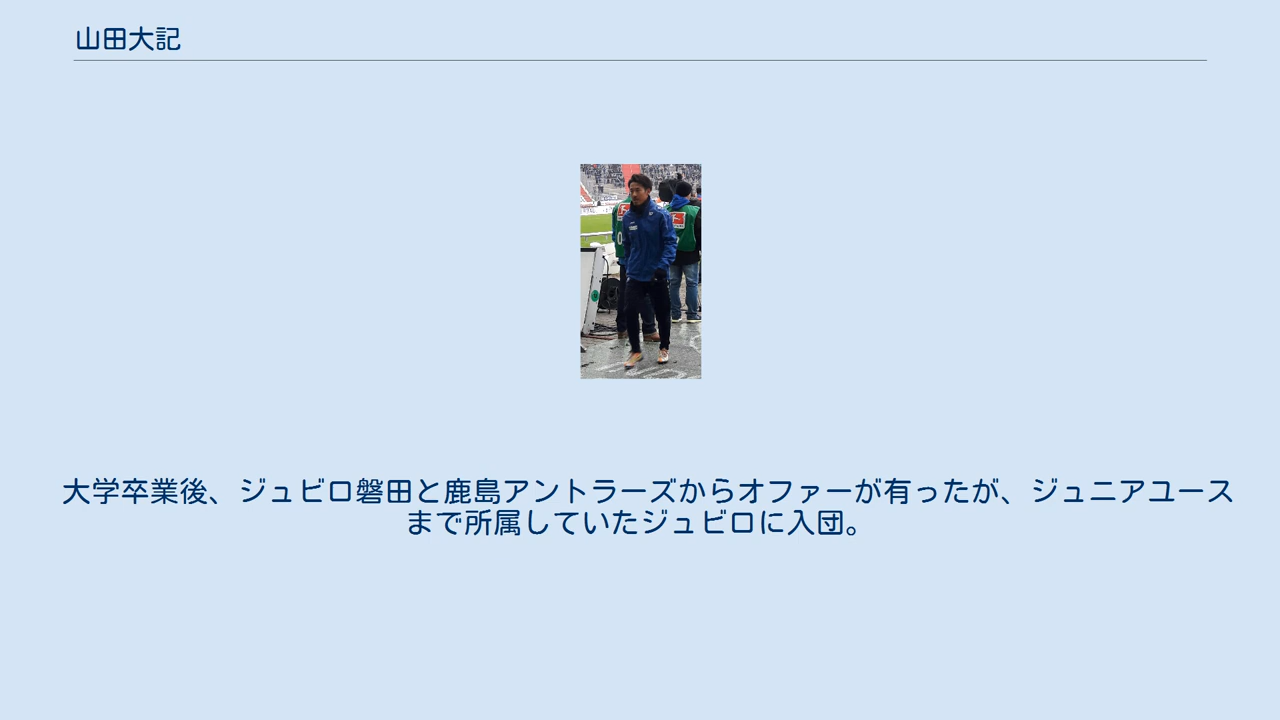 山田大記
大学卒業後、ジュビロ磐田と鹿島アントラーズからオファーが有ったが、ジュニアユース
まで所属していたジュビロに入団。